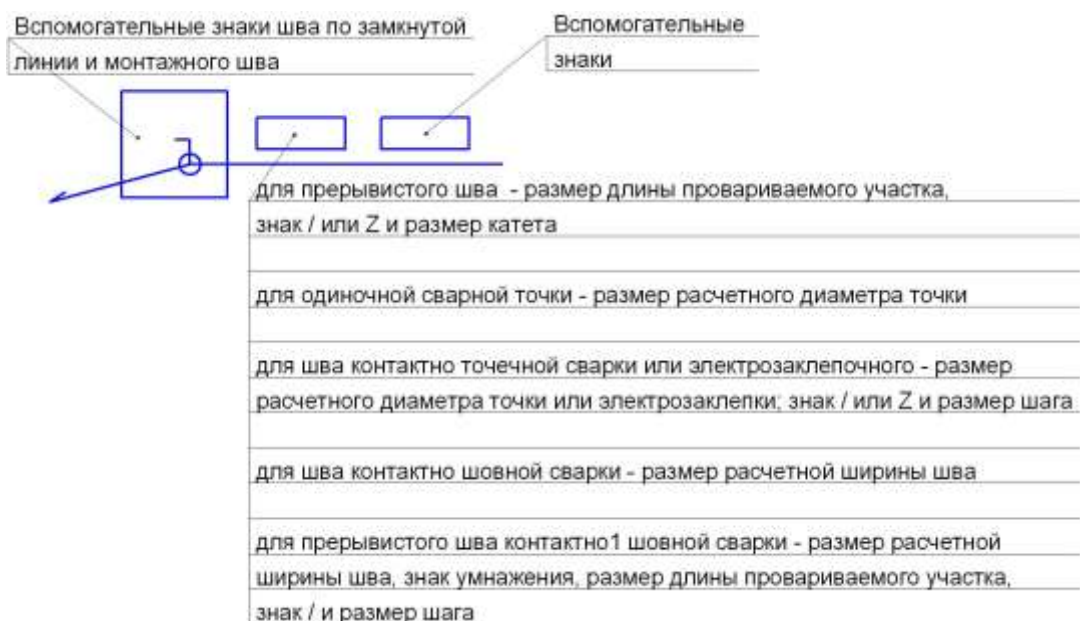 Вспомогательные знаки шва по замкнутой
линии и монтажного шва
Вспомогательные
знаки
для прерывистого шва - размер длины провариваемого участка,
знак / или Z и размер катета
для одиночной сварной точки - размер расчетного диаметра точки
для шва контактно точечной сварки или электрозаклепочного - размер
расчетного диаметра точки или электрозаклепки; знак / или Z и размер шага
для шва контактно шовной сварки - размер расчетной ширины шва
для прерывистого шва контактно1 шовной сварки - размер расчетной
ширины шва, знак умнажения, размер длины провариваемого участка,
знак / и размер шага